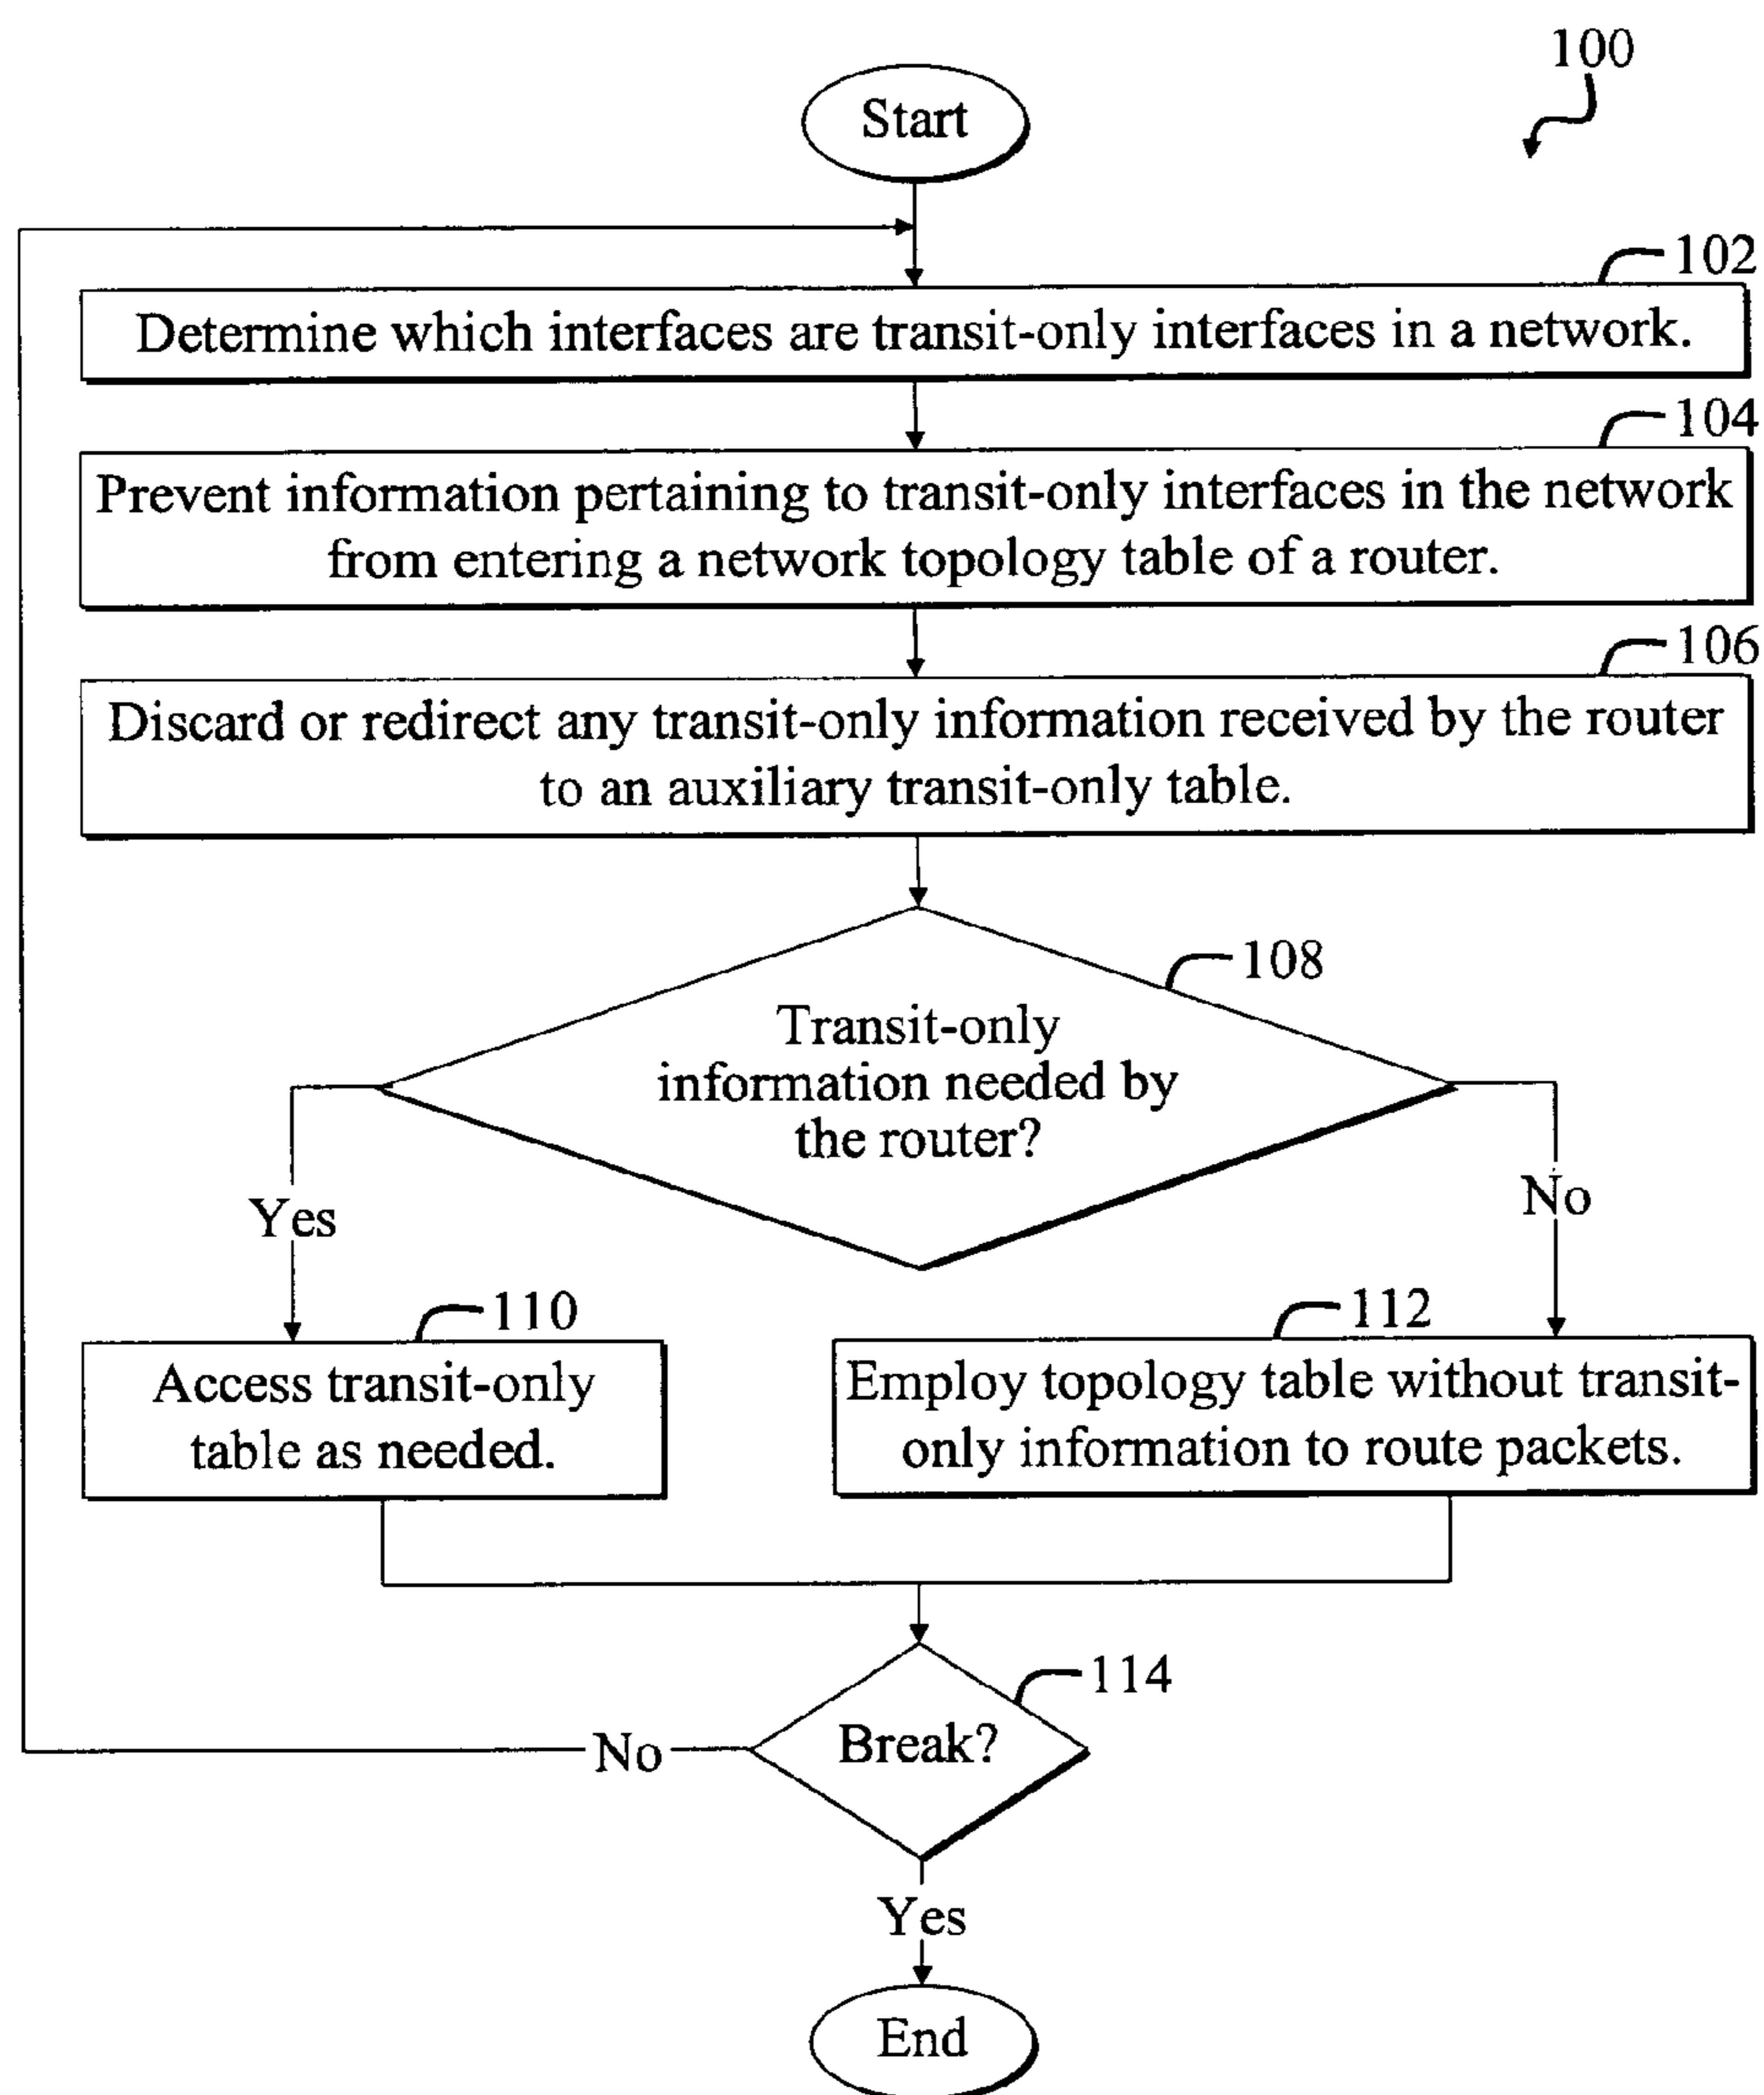 100
Start
102
Determine which interfaces are transit-only interfaces in a network.
104
Prevent information pertaining to transit-only interfaces in the network
from entering a network topology table of a router.
106
Discard or redirect any transit-only information received by the router
to an auxiliary transit-only table.
108
Transit-only
information needed by
the router?
Yes
No
110
Access transit-only
table as needed.
112
Employ topology table without transit-
only information to route packets.
114
Break?
No
Yes
End